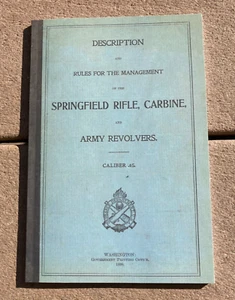 DESCRIPTION
AND
RULES FOR THE MANAGEMENT
OF THE
SPRINGFIELD RIFLE, CARBINE,
AND
ARMY REVOLVERS.
CALIBER .45.
WASHINGTON:
GOVERNMENT PRINTING OFFICE.